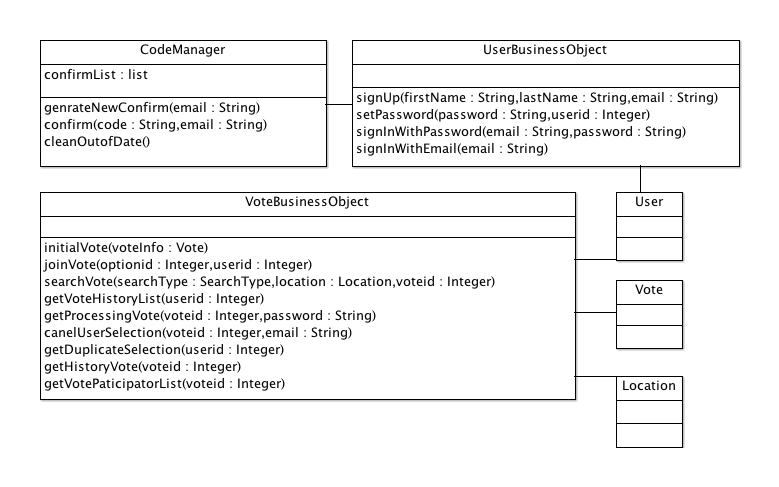 CodeManager
confirmList : list
genrateNewConfirm(email : String)
confirm(code : String,email : String)
cleanOutofDate()
UserBusinessObject
signUp(firstName : String,lastName : String,email : String)
setPassword(password : String,userid : Integer)
signInWithPassword(email : String,password : String)
signInWithEmail(email : String)
VoteBusinessObject
initialVote(voteInfo : Vote)
joinVote(optionid : Integer,userid : Integer)
searchVote(searchType : SearchType,location : Location,voteid : Integer)
getVoteHistoryList(userid : Integer)
getProcessingVote(voteid : Integer,password : String)
canelUserSelection(voteid : Integer,email : String)
getDuplicateSelection(userid : Integer)
getHistoryVote(voteid : Integer)
getVotePaticipatorList(voteid : Integer)
User
Vote
Location